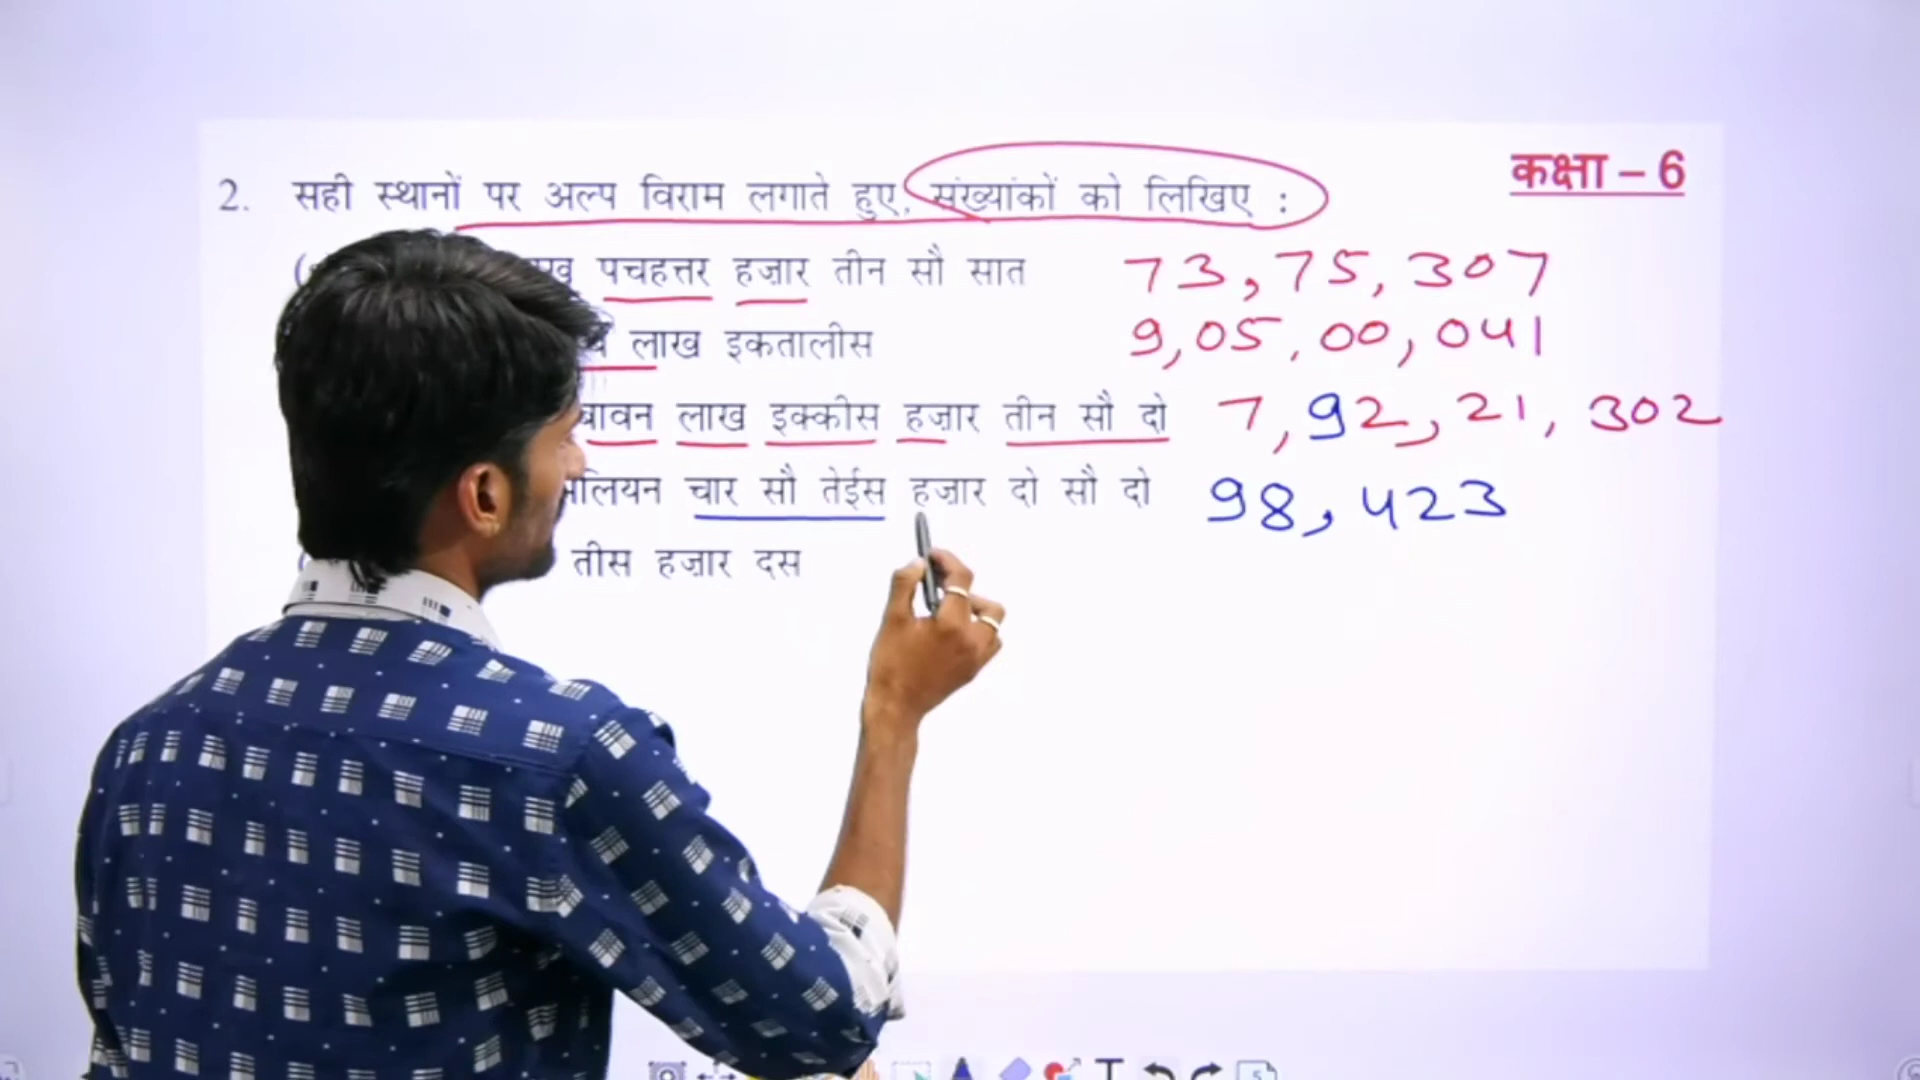 कक्षा – 6
2. सही स्थानों पर अल्प विराम लगाते हुए, संख्यांकों को लिखिए :
पचहत्तर हज़ार तीन सौ सात 73,75,307
लाख इकतालीस 9,05,00,041
बावन लाख इक्कीस हज़ार तीन सौ दो 7,92,21,302
चार सौ तेईस हज़ार दो सौ दो 98,423
तीस हज़ार दस